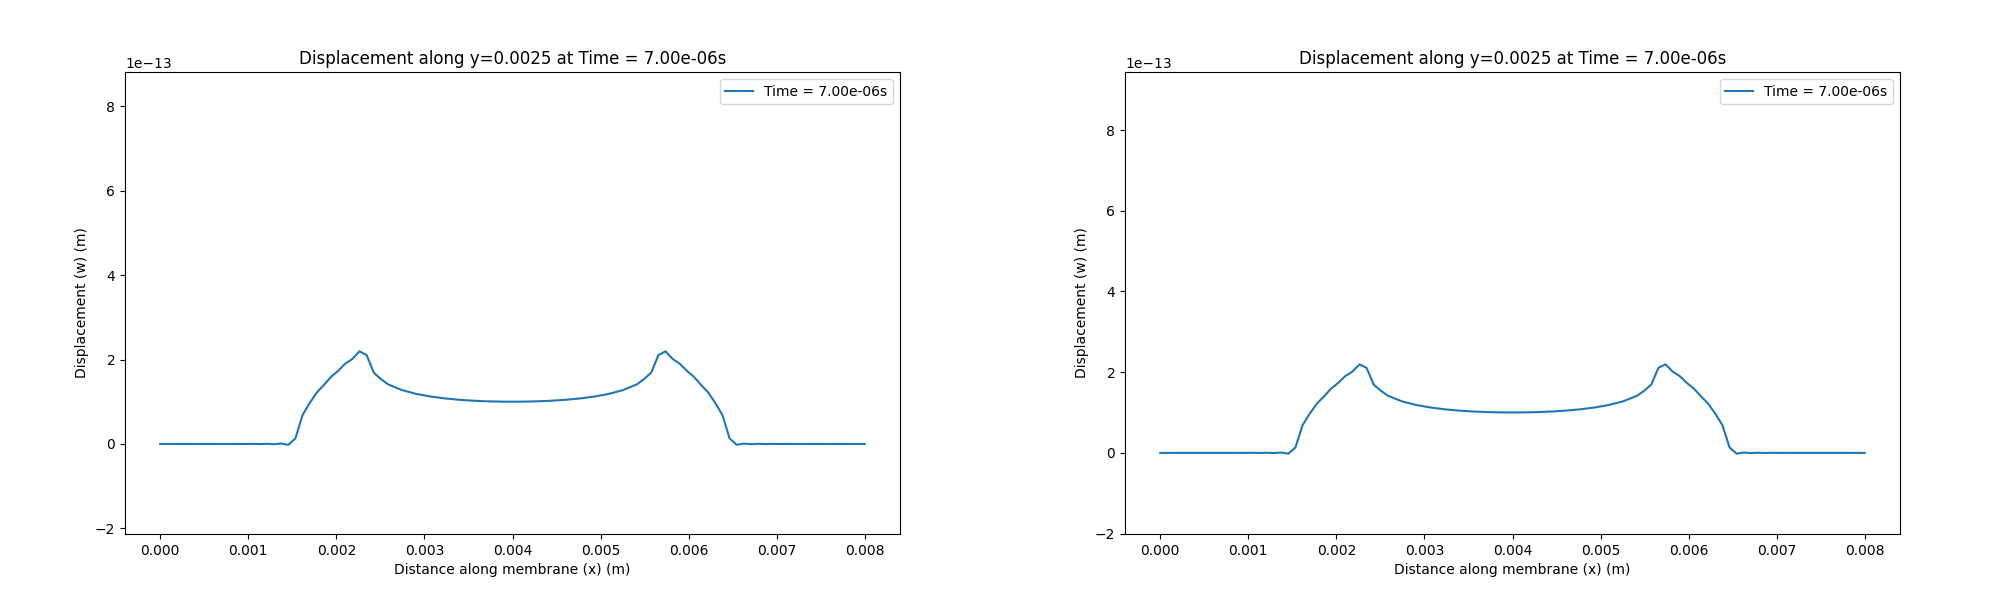 Displacement along y=0.0025 at Time = 7.00e-06s
1e−13
Time = 7.00e-06s
8
6
4
2
0
−2
Displacement (w) (m)
0.000 0.001 0.002 0.003 0.004 0.005 0.006 0.007 0.008
Distance along membrane (x) (m)
Displacement along y=0.0025 at Time = 7.00e-06s
1e−13
Time = 7.00e-06s
8
6
4
2
0
−2
Displacement (w) (m)
0.000 0.001 0.002 0.003 0.004 0.005 0.006 0.007 0.008
Distance along membrane (x) (m)